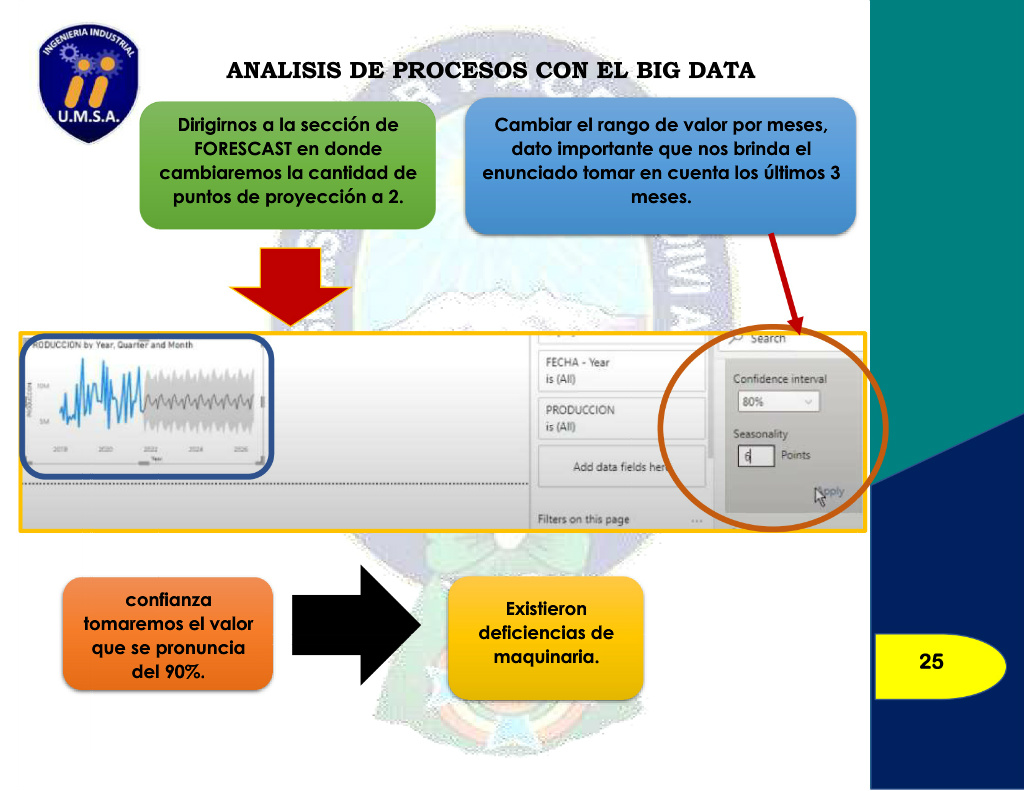 INGENIERIA INDUSTRIAL
U.M.S.A.
ANALISIS DE PROCESOS CON EL BIG DATA
Dirigirnos a la sección de
FORESCAST en donde
cambiaremos la cantidad de
puntos de proyección a 2.
Cambiar el rango de valor por meses,
dato importante que nos brinda el
enunciado tomar en cuenta los últimos 3
meses.
RODUCCION by Year, Quarter and Month
PRODUCCION
10M
5M
2018
2020
2022
2024
2026
Year
FECHA - Year
is (All)
PRODUCCION
is (All)
Add data fields here
Filters on this page
...
Search
Confidence interval
80%
Seasonality
6
Points
Apply
confianza
tomaremos el valor
que se pronuncia
del 90%.
Existieron
deficiencias de
maquinaria.
25